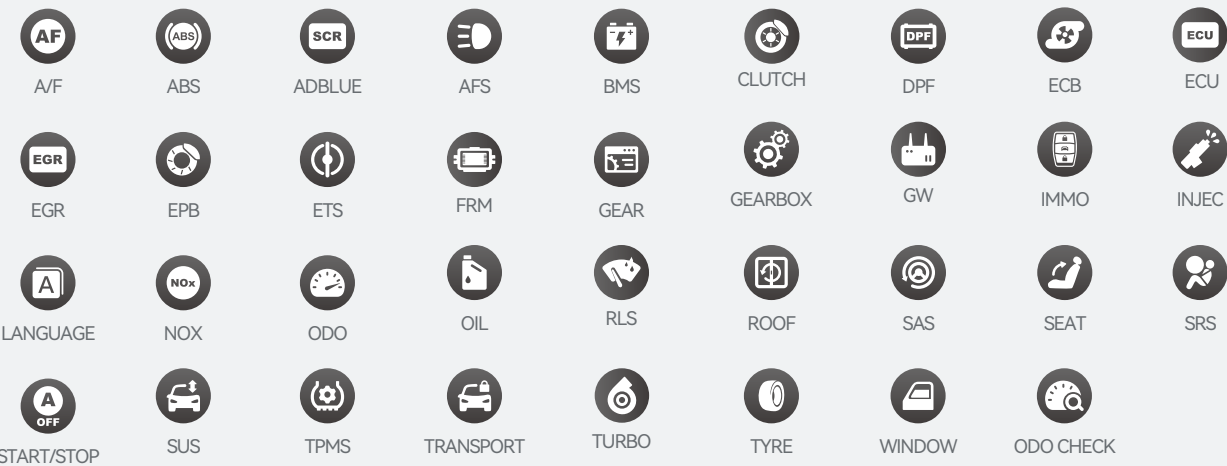 AF ABS SCR DPF ECU
A/F ABS ADBLUE AFS BMS CLUTCH DPF ECB ECU
EGR
EGR EPB ETS FRM GEAR GEARBOX GW IMMO INJEC
A NOx
LANGUAGE NOX ODO OIL RLS ROOF SAS SEAT SRS
A
OFF
START/STOP SUS TPMS TRANSPORT TURBO TYRE WINDOW ODO CHECK